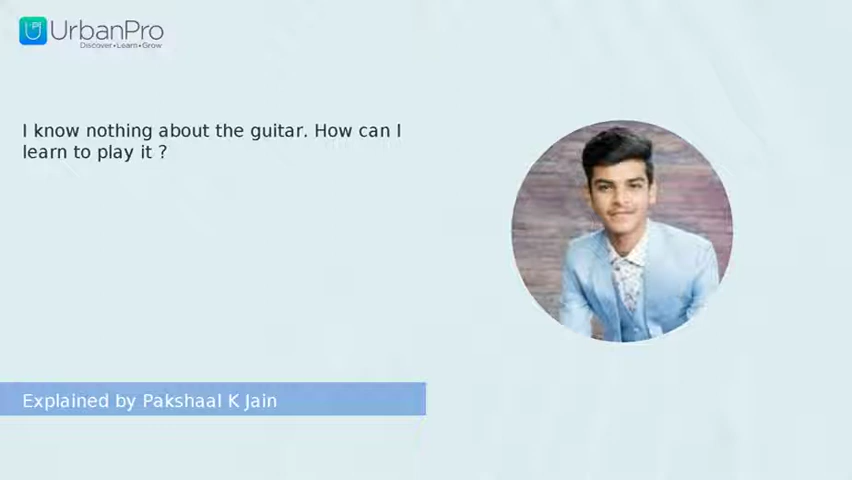 UrbanPro
Discover•Learn•Grow
I know nothing about the guitar. How can I
learn to play it ?
Explained by Pakshaal K Jain